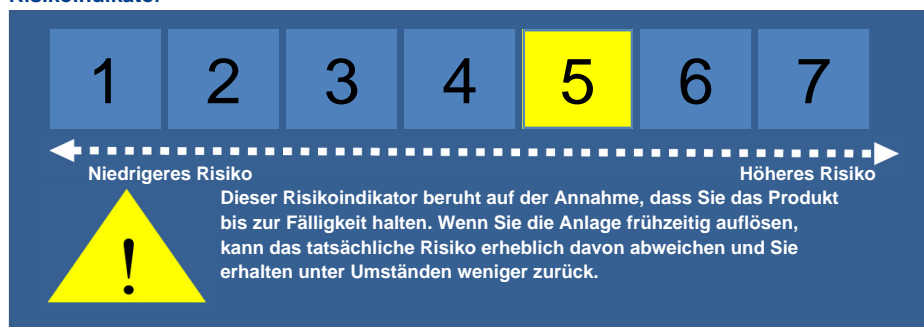 Risikoindikator
1 2 3 4 5 6 7
Niedrigeres Risiko Höheres Risiko
Dieser Risikoindikator beruht auf der Annahme, dass Sie das Produkt
bis zur Fälligkeit halten. Wenn Sie die Anlage frühzeitig auflösen,
kann das tatsächliche Risiko erheblich davon abweichen und Sie
erhalten unter Umständen weniger zurück.
!